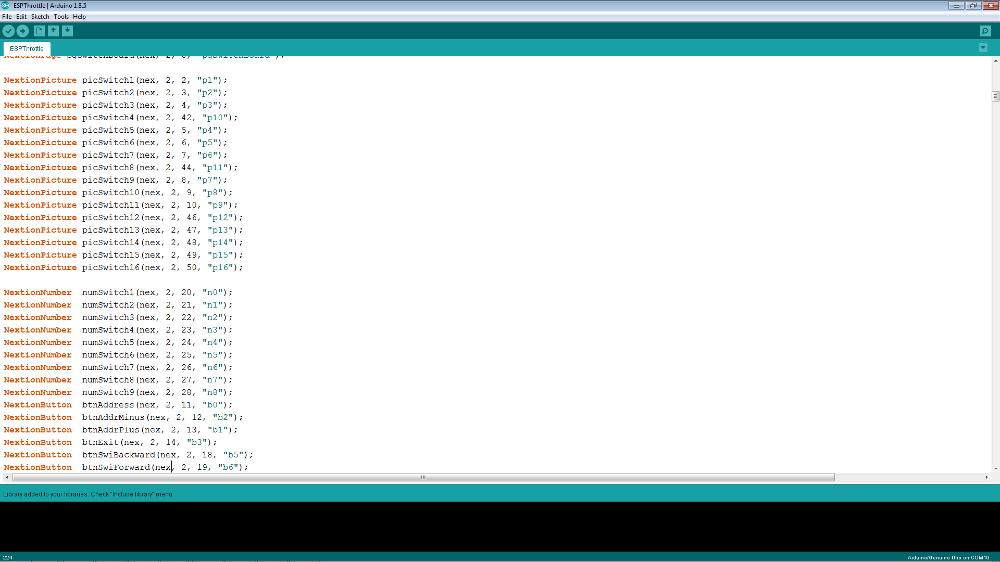 ESPThrottle | Arduino 1.8.5
File Edit Sketch Tools Help
ESPThrottle
NextionPage pgSwitchBoard(nex, 2, 0, "pgSwitchBoard");
NextionPicture picSwitch1(nex, 2, 2, "p1");
NextionPicture picSwitch2(nex, 2, 3, "p2");
NextionPicture picSwitch3(nex, 2, 4, "p3");
NextionPicture picSwitch4(nex, 2, 42, "p10");
NextionPicture picSwitch5(nex, 2, 5, "p4");
NextionPicture picSwitch6(nex, 2, 6, "p5");
NextionPicture picSwitch7(nex, 2, 7, "p6");
NextionPicture picSwitch8(nex, 2, 44, "p11");
NextionPicture picSwitch9(nex, 2, 8, "p7");
NextionPicture picSwitch10(nex, 2, 9, "p8");
NextionPicture picSwitch11(nex, 2, 10, "p9");
NextionPicture picSwitch12(nex, 2, 46, "p12");
NextionPicture picSwitch13(nex, 2, 47, "p13");
NextionPicture picSwitch14(nex, 2, 48, "p14");
NextionPicture picSwitch15(nex, 2, 49, "p15");
NextionPicture picSwitch16(nex, 2, 50, "p16");
NextionNumber  numSwitch1(nex, 2, 20, "n0");
NextionNumber  numSwitch2(nex, 2, 21, "n1");
NextionNumber  numSwitch3(nex, 2, 22, "n2");
NextionNumber  numSwitch4(nex, 2, 23, "n3");
NextionNumber  numSwitch5(nex, 2, 24, "n4");
NextionNumber  numSwitch6(nex, 2, 25, "n5");
NextionNumber  numSwitch7(nex, 2, 26, "n6");
NextionNumber  numSwitch8(nex, 2, 27, "n7");
NextionNumber  numSwitch9(nex, 2, 28, "n8");
NextionButton  btnAddress(nex, 2, 11, "b0");
NextionButton  btnAddrMinus(nex, 2, 12, "b2");
NextionButton  btnAddrPlus(nex, 2, 13, "b1");
NextionButton  btnExit(nex, 2, 14, "b3");
NextionButton  btnSwiBackward(nex, 2, 18, "b5");
NextionButton  btnSwiForward(nex, 2, 19, "b6");
Library added to your libraries. Check "Include library" menu
224
Arduino/Genuino Uno on COM19